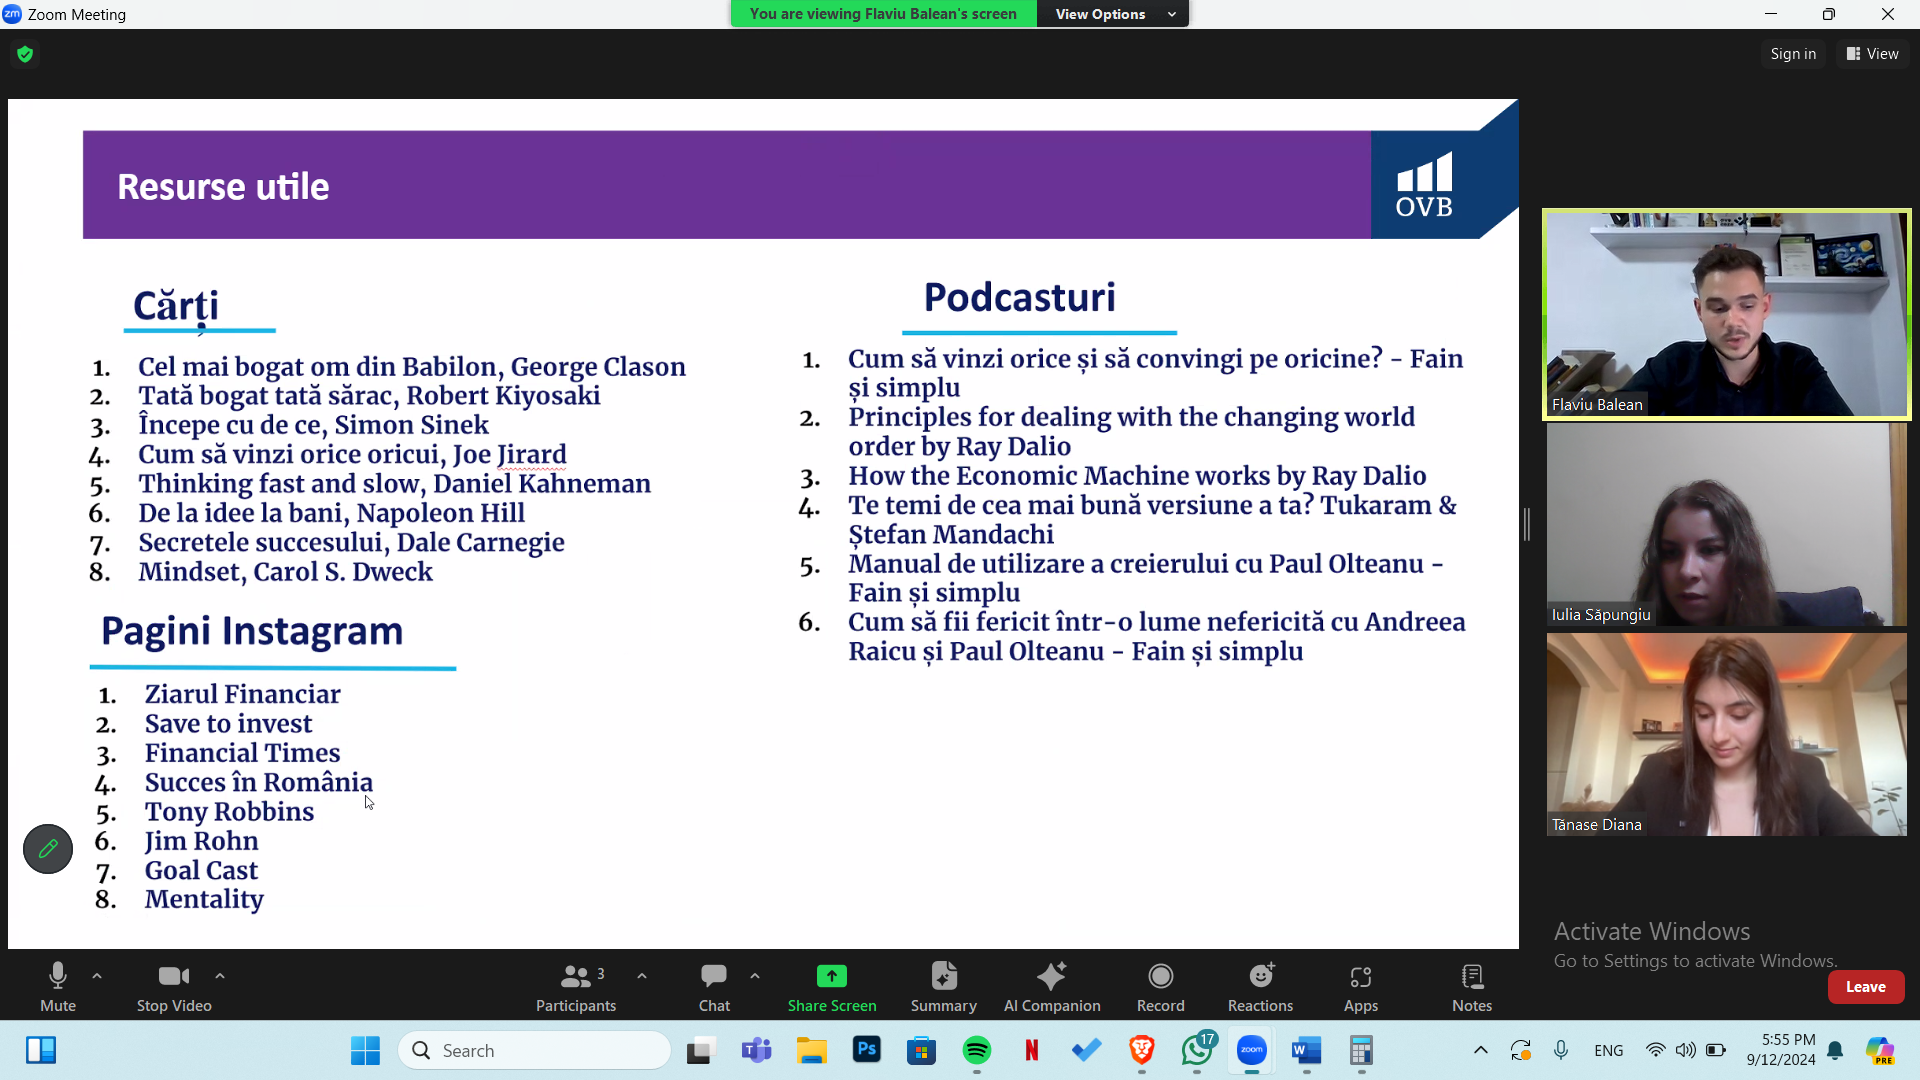 Zoom Meeting
You are viewing Flaviu Balean's screen
View Options
Sign in
View
Resurse utile
OVB
Cărți
1. Cel mai bogat om din Babilon, George Clason
2. Tată bogat tată sărac, Robert Kiyosaki
3. Începe cu de ce, Simon Sinek
4. Cum să vinzi orice oricui, Joe Jirard
5. Thinking fast and slow, Daniel Kahneman
6. De la idee la bani, Napoleon Hill
7. Secretele succesului, Dale Carnegie
8. Mindset, Carol S. Dweck
Pagini Instagram
1. Ziarul Financiar
2. Save to invest
3. Financial Times
4. Succes în România
5. Tony Robbins
6. Jim Rohn
7. Goal Cast
8. Mentality
Podcasturi
1. Cum să vinzi orice și să convingi pe oricine? - Fain
și simplu
2. Principles for dealing with the changing world
order by Ray Dalio
3. How the Economic Machine works by Ray Dalio
4. Te temi de cea mai bună versiune a ta? Tukaram &
Ștefan Mandachi
5. Manual de utilizare a creierului cu Paul Olteanu -
Fain și simplu
6. Cum să fii fericit într-o lume nefericită cu Andreea
Raicu și Paul Olteanu - Fain și simplu
Flaviu Balean
Iulia Săpungiu
Tănase Diana
Activate Windows
Go to Settings to activate Windows.
Mute
Stop Video
3
Participants
Chat
Share Screen
Summary
AI Companion
Record
Reactions
Apps
Notes
Leave
Search
Ps
17
zoom
W
ENG
5:55 PM
9/12/2024
PRE